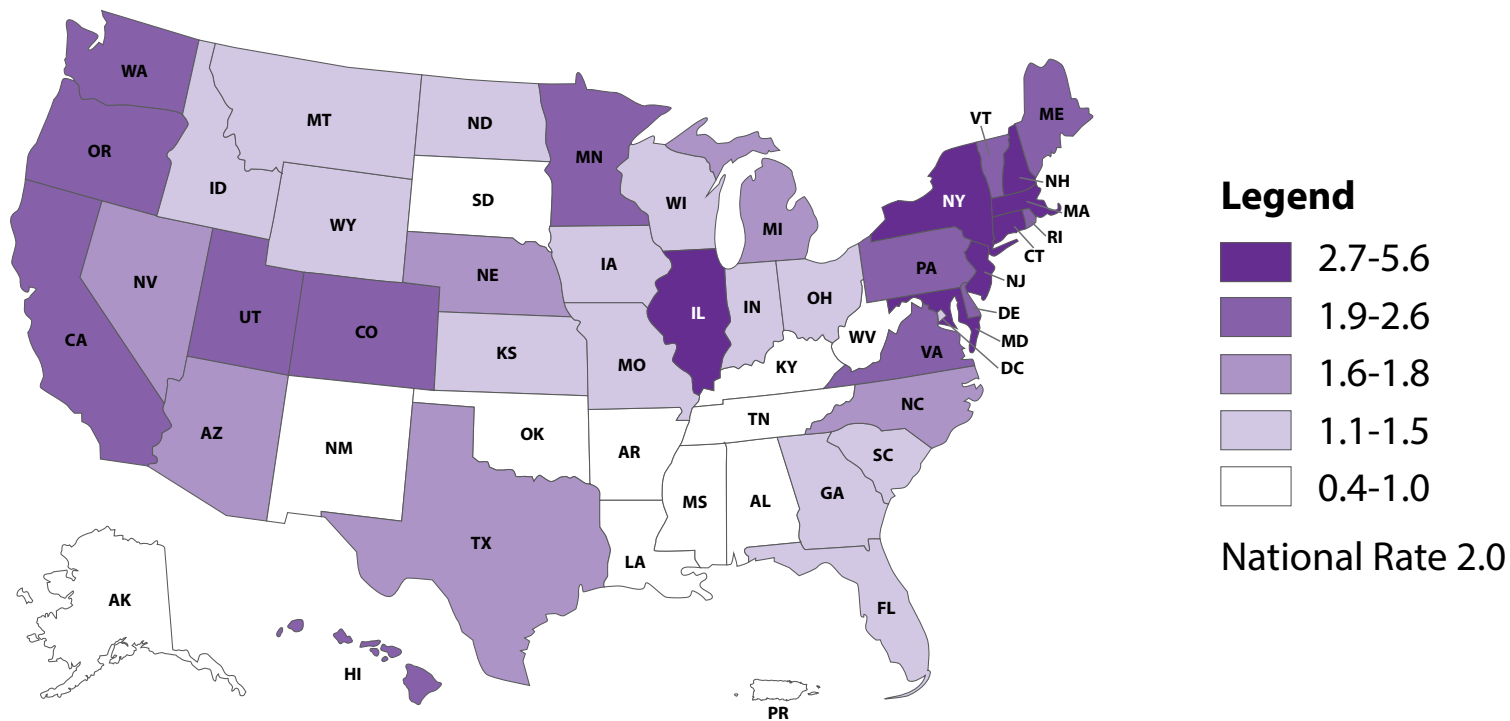 WA
OR
CA
NV
ID
MT
WY
UT
AZ
CO
NM
ND
SD
NE
KS
OK
TX
MN
IA
MO
AR
LA
WI
IL
MI
IN
OH
KY
TN
MS
AL
GA
FL
SC
NC
VA
WV
PA
NY
VT
ME
NH
MA
RI
CT
NJ
DE
MD
DC
AK
HI
PR
Legend
2.7-5.6
1.9-2.6
1.6-1.8
1.1-1.5
0.4-1.0
National Rate 2.0